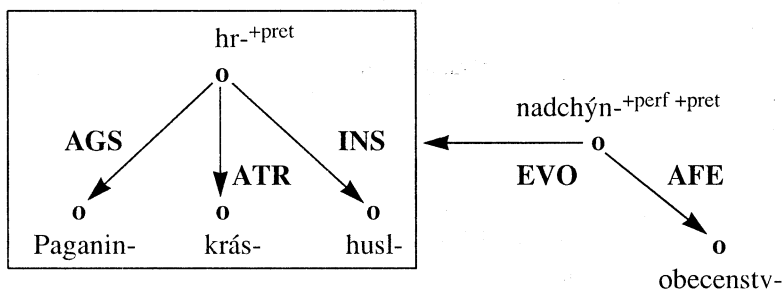 hr-+pret
o
nadchýn-+perf +pret
AGS INS o
ATR EVO AFE
o o o
Paganin- krás- husl- o
obecenstv-